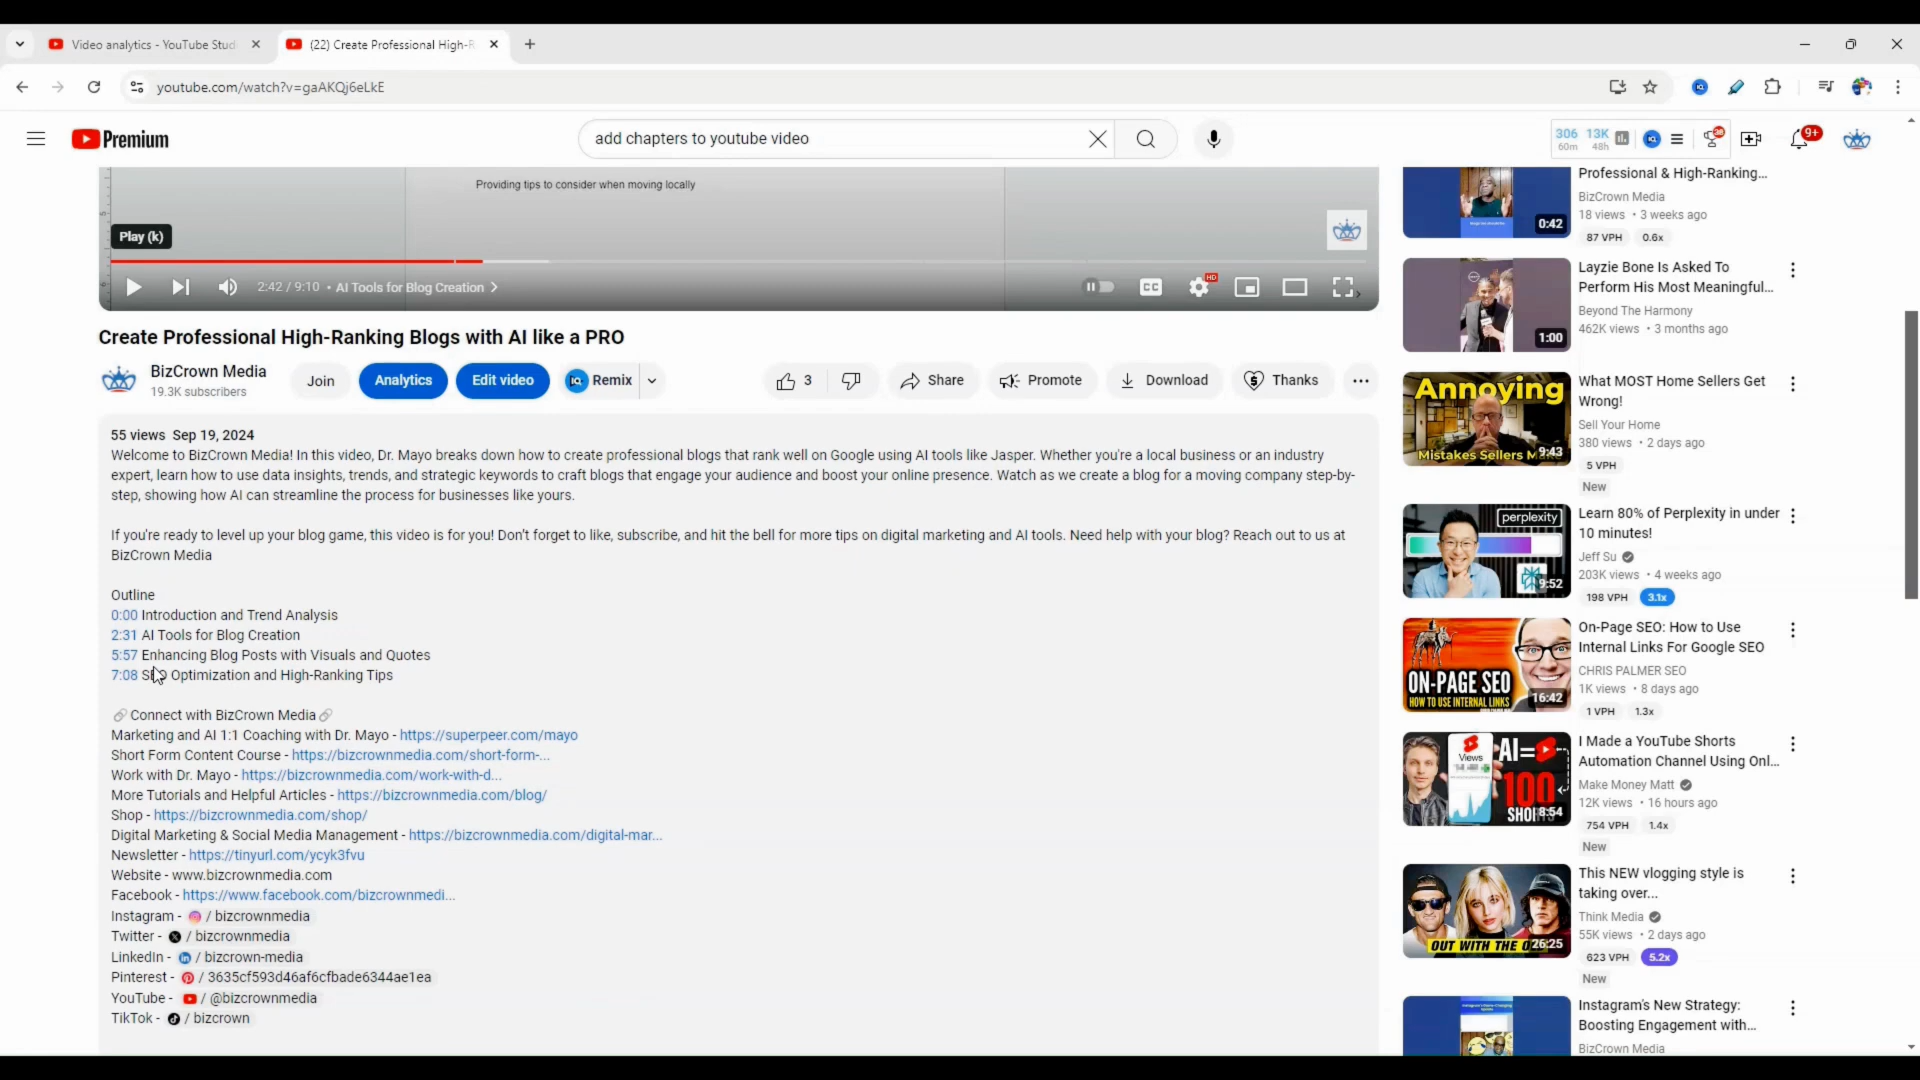 Video analytics - YouTube Stud
(22) Create Professional High-R
youtube.com/watch?v=gaAKQj6eLkE
Premium
add chapters to youtube video
306 13K
60m 48h
38
9+
Providing tips to consider when moving locally
Play (k)
2:42 / 9:10 • AI Tools for Blog Creation
CC
HD
Create Professional High-Ranking Blogs with AI like a PRO
BizCrown Media
19.3K subscribers
Join
Analytics
Edit video
IQ Remix
3
Share
Promote
Download
Thanks
55 views Sep 19, 2024
Welcome to BizCrown Media! In this video, Dr. Mayo breaks down how to create professional blogs that rank well on Google using AI tools like Jasper. Whether you're a local business or an industry
expert, learn how to use data insights, trends, and strategic keywords to craft blogs that engage your audience and boost your online presence. Watch as we create a blog for a moving company step-by-
step, showing how AI can streamline the process for businesses like yours.
If you're ready to level up your blog game, this video is for you! Don't forget to like, subscribe, and hit the bell for more tips on digital marketing and AI tools. Need help with your blog? Reach out to us at
BizCrown Media
Outline
0:00 Introduction and Trend Analysis
2:31 AI Tools for Blog Creation
5:57 Enhancing Blog Posts with Visuals and Quotes
7:08 SEO Optimization and High-Ranking Tips
🔗 Connect with BizCrown Media 🔗
Marketing and AI 1:1 Coaching with Dr. Mayo - https://superpeer.com/mayo
Short Form Content Course - https://bizcrownmedia.com/short-form-...
Work with Dr. Mayo - https://bizcrownmedia.com/work-with-d...
More Tutorials and Helpful Articles - https://bizcrownmedia.com/blog/
Shop - https://bizcrownmedia.com/shop/
Digital Marketing & Social Media Management - https://bizcrownmedia.com/digital-mar...
Newsletter - https://tinyurl.com/ycyk3fvu
Website - www.bizcrownmedia.com
Facebook - https://www.facebook.com/bizcrownmedi...
Instagram - / bizcrownmedia
Twitter - / bizcrownmedia
LinkedIn - / bizcrown-media
Pinterest - / 3635cf593d46af6cfbade6344ae1ea
YouTube - / @bizcrownmedia
TikTok - / bizcrown
0:42
Professional & High-Ranking...
BizCrown Media
18 views • 3 weeks ago
87 VPH 0.6x
1:00
Layzie Bone Is Asked To
Perform His Most Meaningful...
Beyond The Harmony
462K views • 3 months ago
Annoying
Mistakes Sellers M
9:43
What MOST Home Sellers Get
Wrong!
Sell Your Home
380 views • 2 days ago
5 VPH
New
perplexity
9:52
Learn 80% of Perplexity in under
10 minutes!
Jeff Su
203K views • 4 weeks ago
198 VPH 3.1x
ON-PAGE SEO
HOW TO USE INTERNAL LINKS
16:42
On-Page SEO: How to Use
Internal Links For Google SEO
CHRIS PALMER SEO
1K views • 8 days ago
1 VPH 1.3x
Views
AI=
100
SHOR
8:54
I Made a YouTube Shorts
Automation Channel Using Onl...
Make Money Matt
12K views • 16 hours ago
754 VPH 1.4x
New
OUT WITH THE O
26:25
This NEW vlogging style is
taking over...
Think Media
55K views • 2 days ago
623 VPH 5.2x
New
Instagram's New Strategy:
Boosting Engagement with...
BizCrown Media